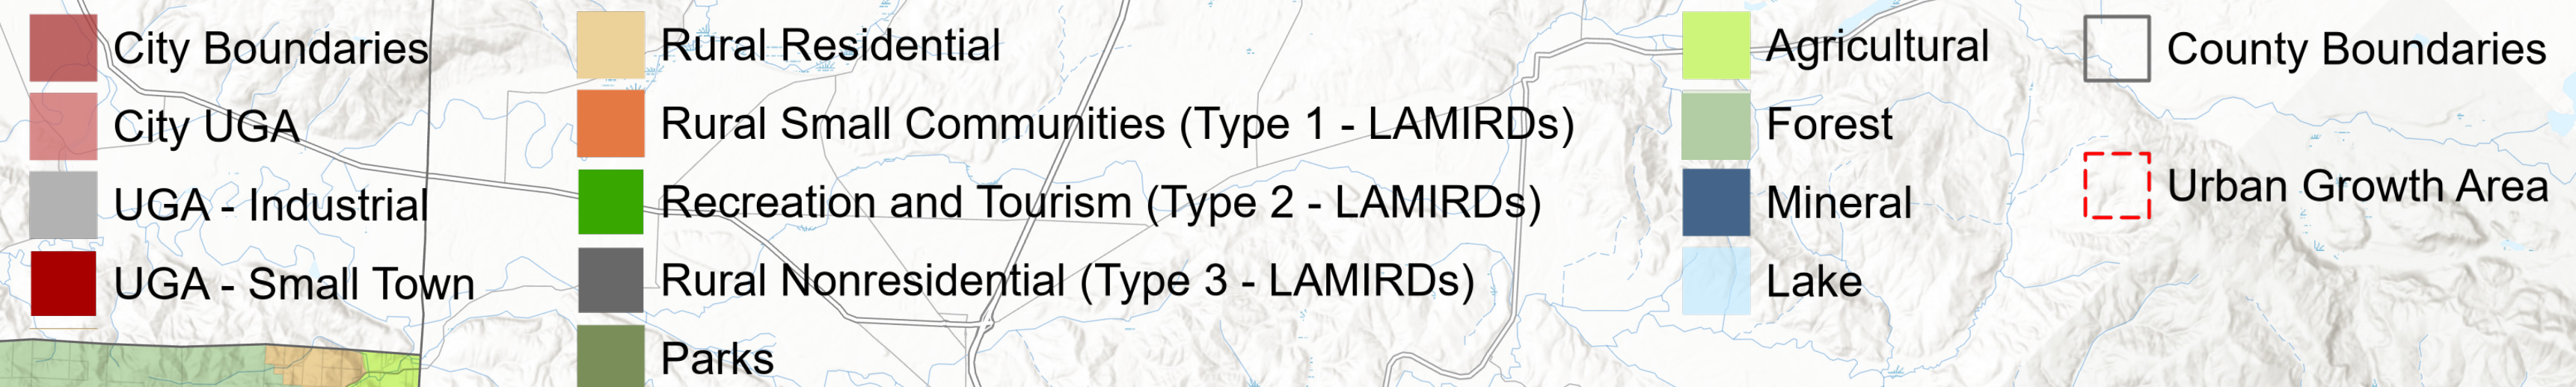 City Boundaries
City UGA
UGA - Industrial
UGA - Small Town
Rural Residential
Rural Small Communities (Type 1 - LAMIRDs)
Recreation and Tourism (Type 2 - LAMIRDs)
Rural Nonresidential (Type 3 - LAMIRDs)
Parks
Agricultural
Forest
Mineral
Lake
County Boundaries
Urban Growth Area